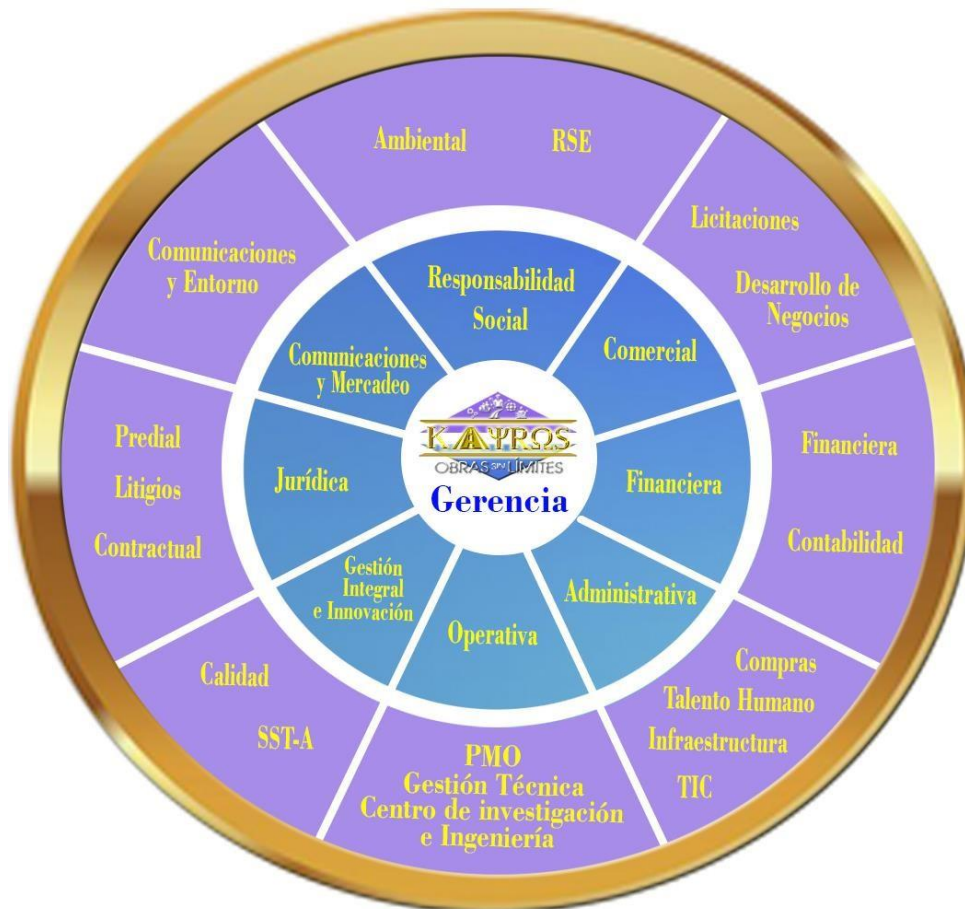 Ambiental
RSE
Licitaciones
Desarrollo de
Negocios
Financiera
Contabilidad
Compras
Talento Humano
Infraestructura
TIC
PMO
Gestión Técnica
Centro de investigación
e Ingeniería
Calidad
SST-A
Predial
Litigios
Contractual
Comunicaciones
y Entorno
Responsabilidad
Social
Comercial
Financiera
Administrativa
Operativa
Gestión
Integral
e Innovación
Jurídica
Comunicaciones
y Mercadeo
KAYROS
OBRAS SIN LÍMITES
Gerencia